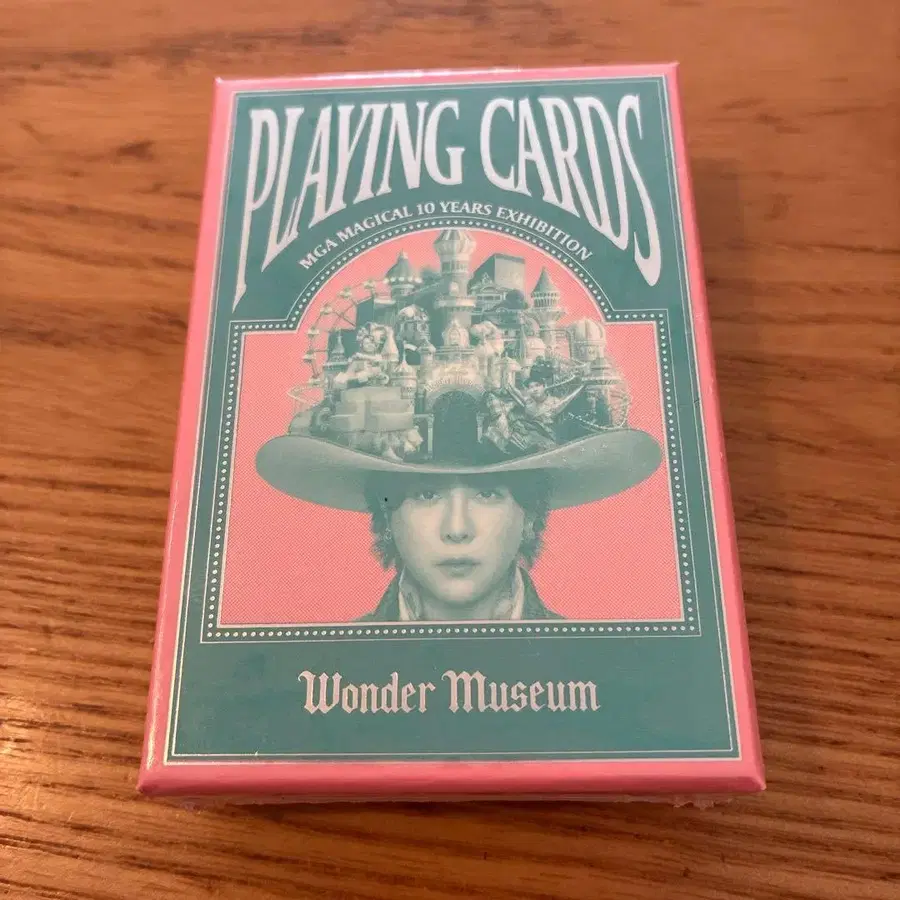 PLAYING CARDS
MGA MAGICAL 10 YEARS EXHIBITION
Wonder Museum